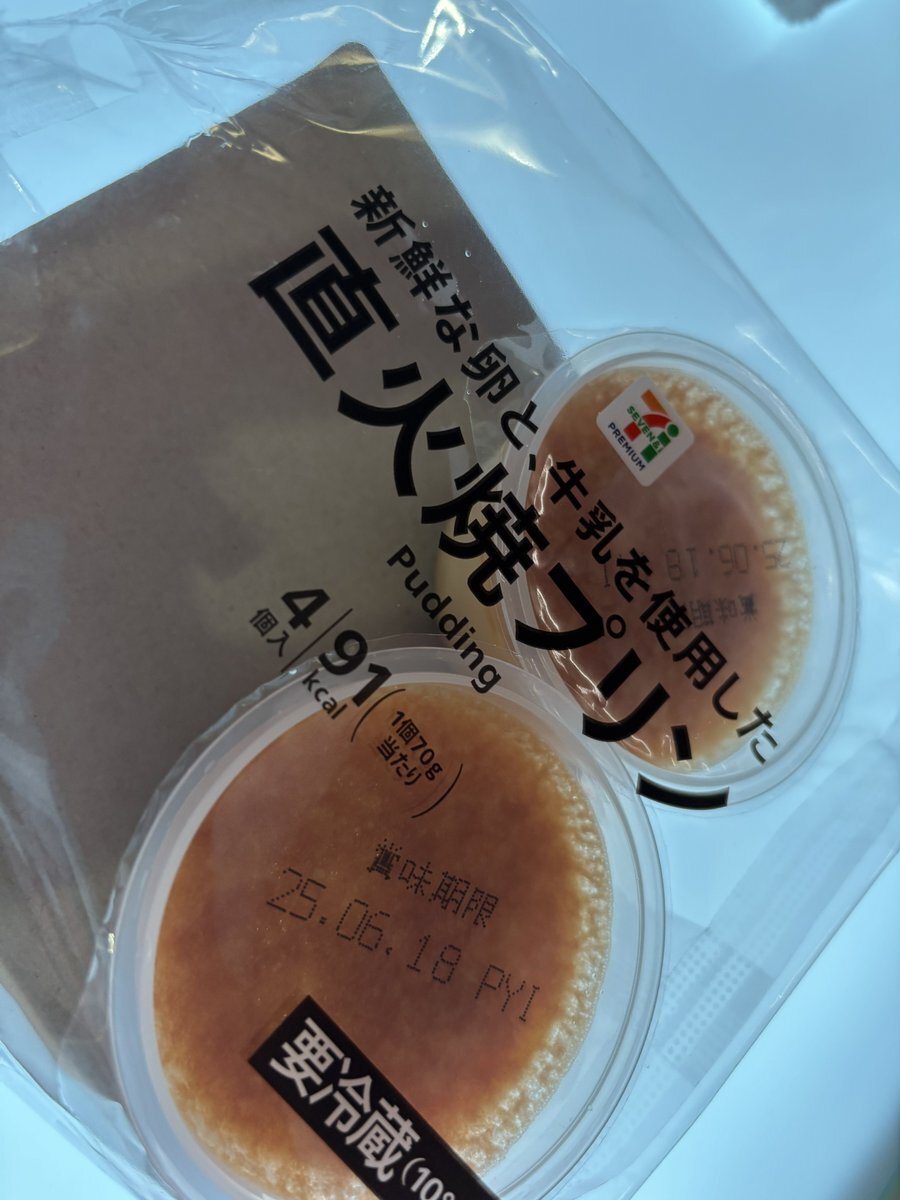 新鮮な卵と、牛乳を使用した
直火焼プリン
Pudding
4個入/91kcal(1個70g当たり)
SEVEN&i
PREMIUM
賞味期限
25.06.18 PYI
要冷蔵(10°
賞味期
.06.18